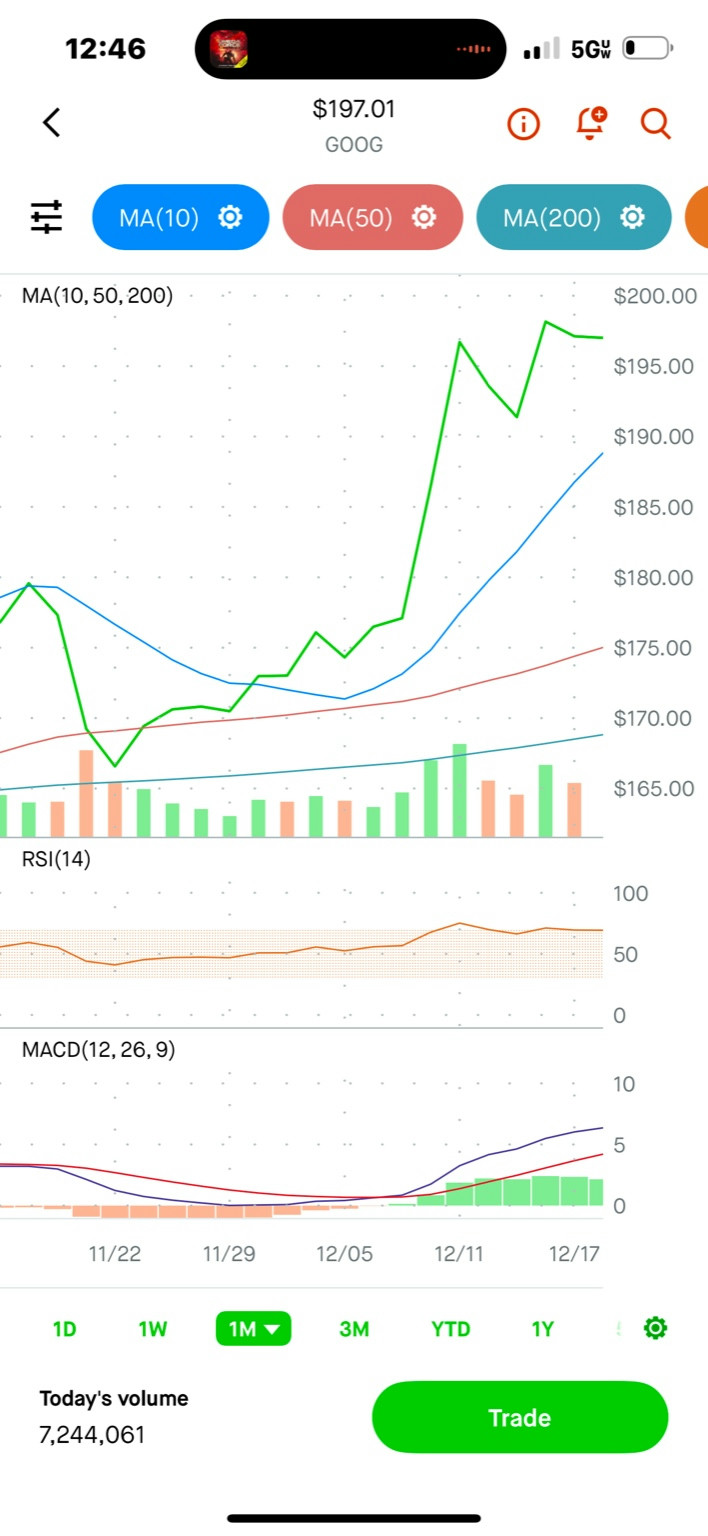 12:46
5GUW
$197.01
GOOG
MA(10)
MA(50)
MA(200)
MA(10, 50, 200)
$200.00
$195.00
$190.00
$185.00
$180.00
$175.00
$170.00
$165.00
RSI(14)
100
50
0
MACD(12, 26, 9)
10
5
0
11/22
11/29
12/05
12/11
12/17
1D
1W
1M
3M
YTD
1Y
Today's volume
7,244,061
Trade